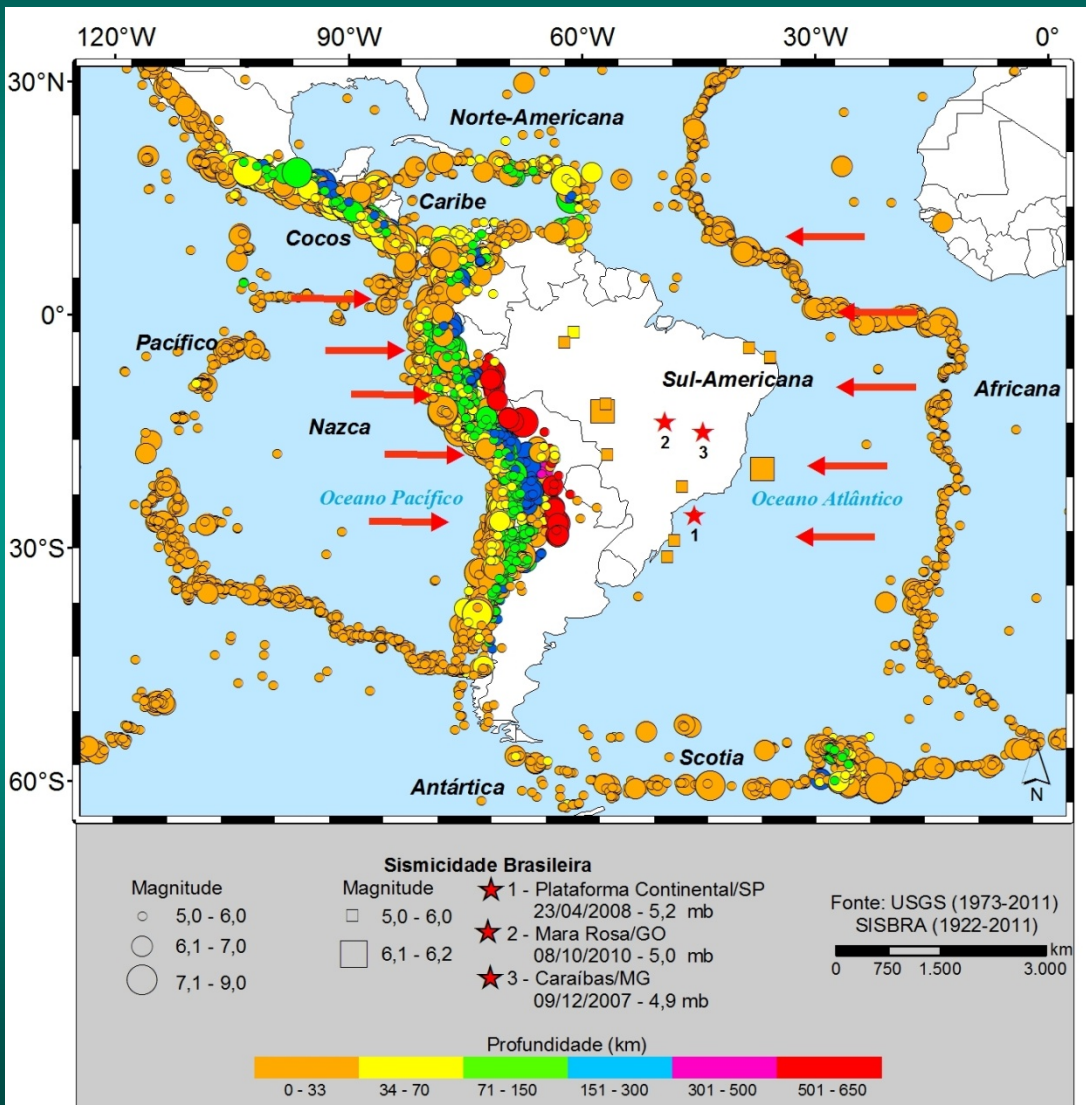 120°W 90°W 60°W 30°W 0°
30°N
Norte-Americana
Caribe
Cocos
0°
Pacífico
Sul-Americana
Africana
Nazca
2 3
Oceano Pacífico
Oceano Atlântico
1
30°S
Scotia
Antártica
60°S
N
Sismicidade Brasileira
Magnitude
5,0 - 6,0
6,1 - 7,0
7,1 - 9,0
Magnitude
5,0 - 6,0
6,1 - 6,2
1 - Plataforma Continental/SP
23/04/2008 - 5,2 mb
2 - Mara Rosa/GO
08/10/2010 - 5,0 mb
3 - Caraíbas/MG
09/12/2007 - 4,9 mb
Fonte: USGS (1973-2011)
SISBRA (1922-2011)
km
0 750 1.500 3.000
Profundidade (km)
0 - 33 34 - 70 71 - 150 151 - 300 301 - 500 501 - 650